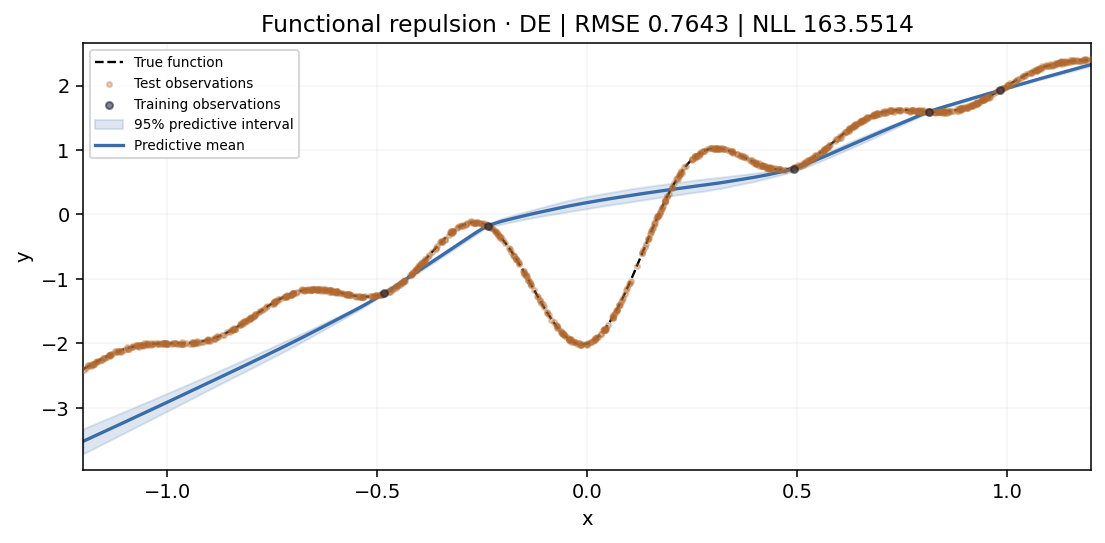 Functional repulsion · DE | RMSE 0.7643 | NLL 163.5514
True function
Test observations
Training observations
95% predictive interval
Predictive mean
2
1
0
−1
−2
−3
y
−1.0 −0.5 0.0 0.5 1.0
x